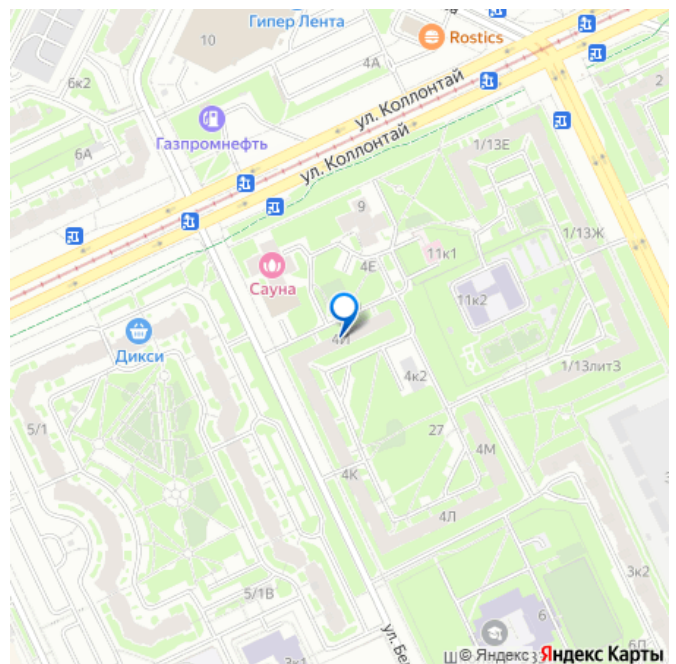 Гипер Лента
10
Rostics
4А
6к2
ул. Коллонтай
2
Газпромнефть
6А
ул. Коллонтай
1/13Е
9
1/13Ж
11к1
4Е
Сауна
11к2
4И
Дикси
1/13литЗ
4к2
5/1
27
4М
4К
4Л
3к2
5/1В
6
ул. Бе
6Л
3к1
© Яндекс
Яндекс Карты